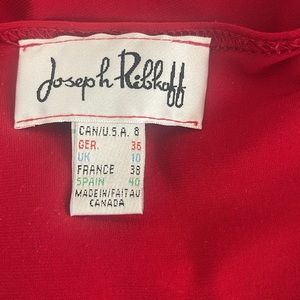 Joseph Ribkoff
CAN/U.S.A. 8
GER. 36
UK 10
FRANCE 38
SPAIN 40
MADE IN/FAIT AU
CANADA